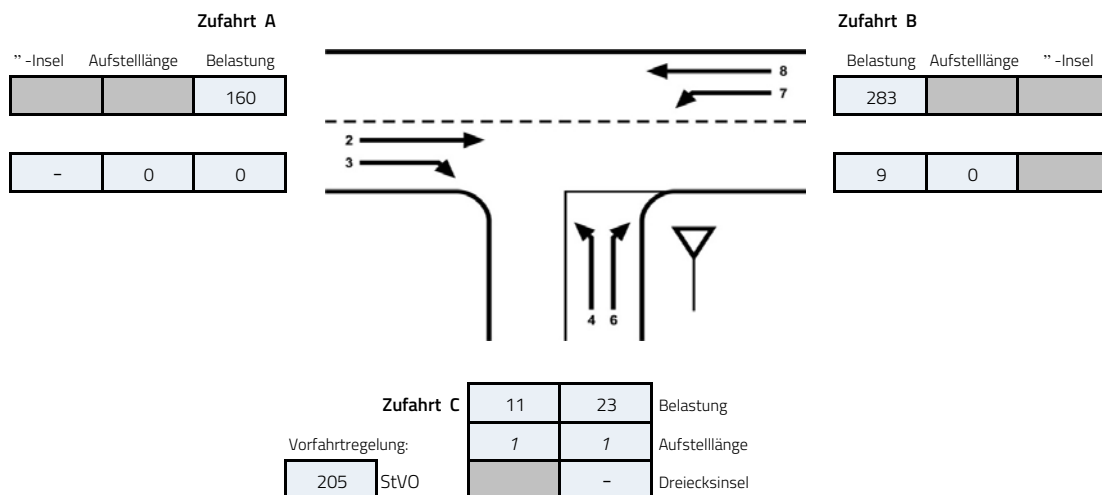 Zufahrt A Zufahrt B
” -Insel Aufstelllänge Belastung Belastung Aufstelllänge ” -Insel
160 283
8
7
2
3
- 0 0 9 0
4 6
Zufahrt C 11 23 Belastung
Vorfahrtregelung: 1 1 Aufstelllänge
205 StVO - Dreiecksinsel